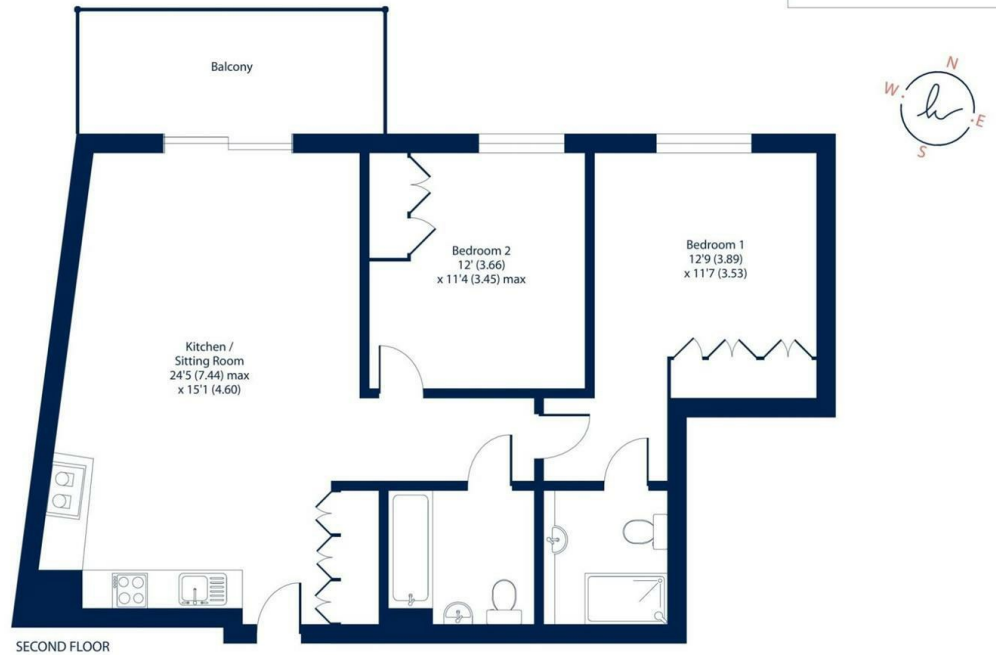 Balcony
N
W
E
S
Bedroom 2
12' (3.66)
x 11'4 (3.45) max
Bedroom 1
12'9 (3.89)
x 11'7 (3.53)
Kitchen /
Sitting Room
24'5 (7.44) max
x 15'1 (4.60)
SECOND FLOOR